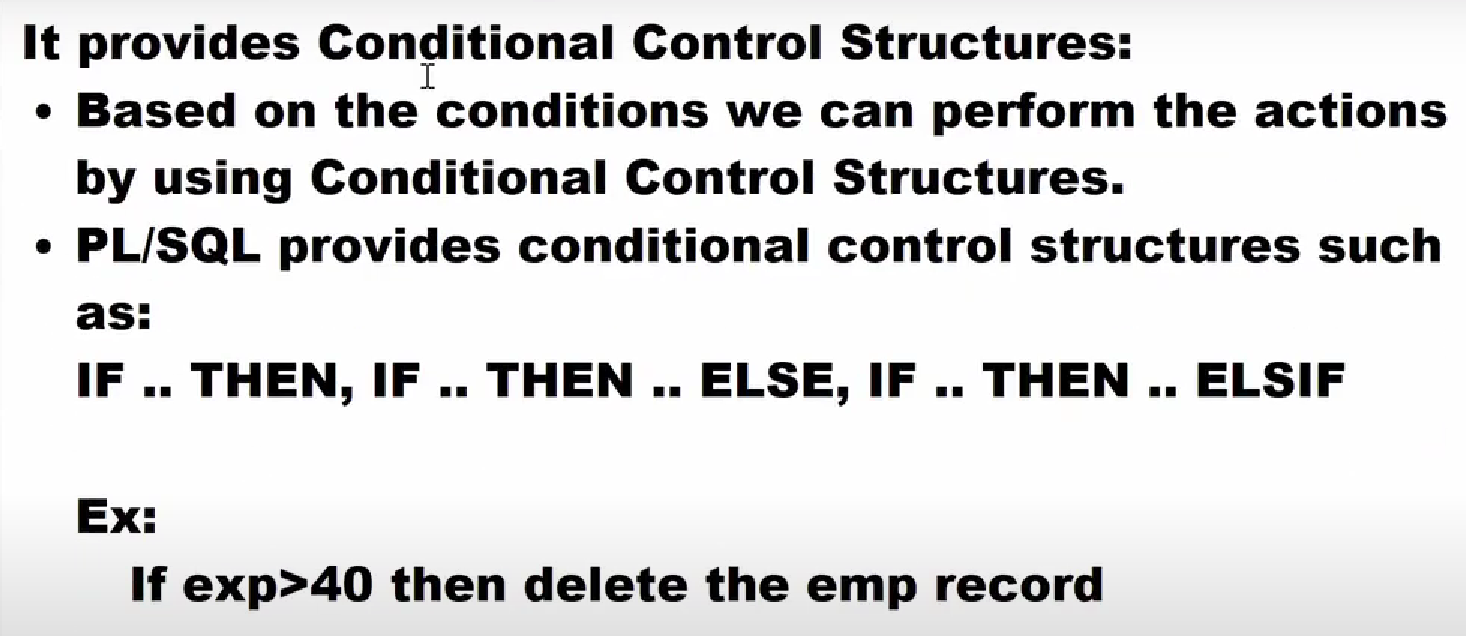 It provides Conditional Control Structures:
• Based on the conditions we can perform the actions
by using Conditional Control Structures.
• PL/SQL provides conditional control structures such
as:
IF .. THEN, IF .. THEN .. ELSE, IF .. THEN .. ELSIF
Ex:
If exp>40 then delete the emp record